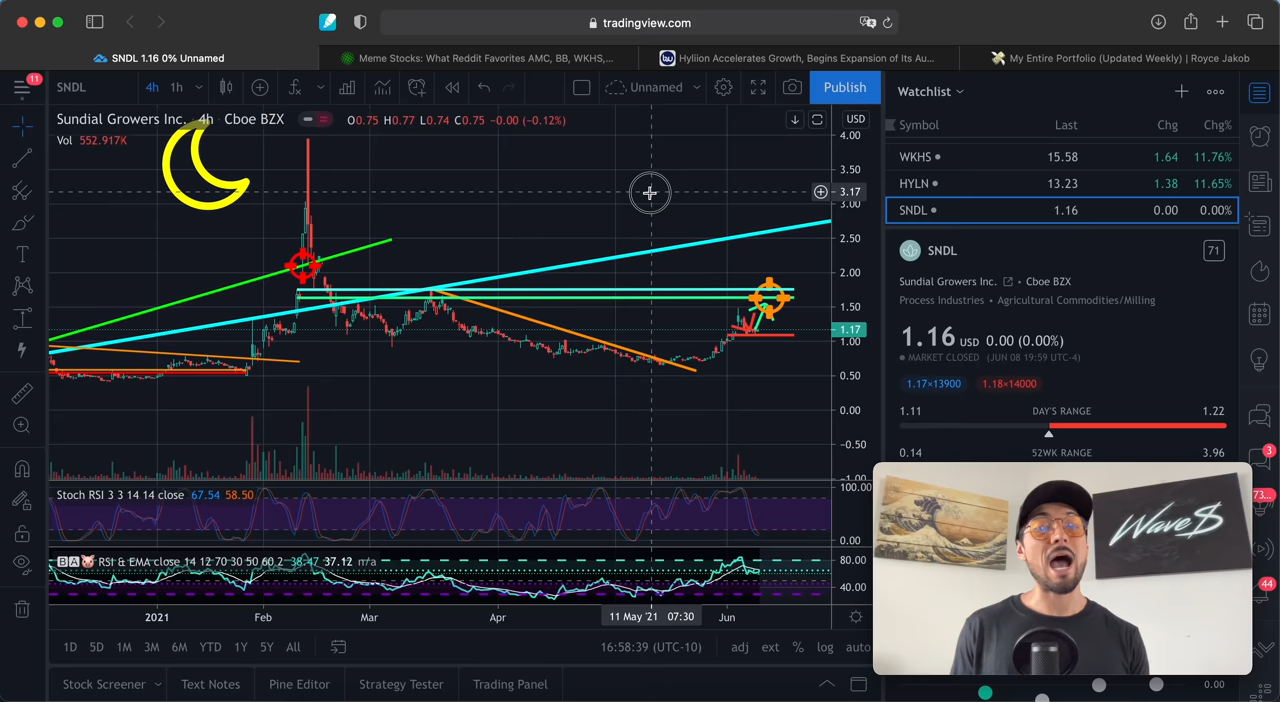 tradingview.com
SNDL 1.16 0% Unnamed
Meme Stocks: What Reddit Favorites AMC, BB, WKHS,...
Hyliion Accelerates Growth, Begins Expansion of Its Au...
My Entire Portfolio (Updated Weekly) | Royce Jakob
11
SNDL
4h
1h
Unnamed
Publish
Watchlist
Sundial Growers Inc. · 4h · Cboe BZX
O0.75 H0.77 L0.74 C0.75 -0.00 (-0.12%)
USD
Symbol Last Chg Chg%
Vol 552.917K
WKHS 15.58 1.64 11.76%
HYLN 13.23 1.38 11.65%
SNDL 1.16 0.00 0.00%
4.00
3.50
3.17
3.00
2.50
2.00
1.50
1.17
1.00
0.50
0.00
-0.50
-1.00
SNDL
71
Sundial Growers Inc. • Cboe BZX
Process Industries • Agricultural Commodities/Milling
1.16 USD 0.00 (0.00%)
MARKET CLOSED (JUN 08 19:59 UTC-4)
1.17×13900 1.18×14000
1.11 DAY'S RANGE 1.22
0.14 52WK RANGE 3.96
Stoch RSI 3 3 14 14 close 67.54 58.50
100.00
0.00
RSI & EMA close 14 12 70 30 50 60 2 38.47 37.12 n/a
80.00
40.00
2021 Feb Mar Apr 11 May '21 07:30 Jun
1D 5D 1M 3M 6M YTD 1Y 5Y All
16:58:39 (UTC-10)
adj ext % log auto
Stock Screener
Text Notes
Pine Editor
Strategy Tester
Trading Panel
3
73...
44
Wave$
0.00